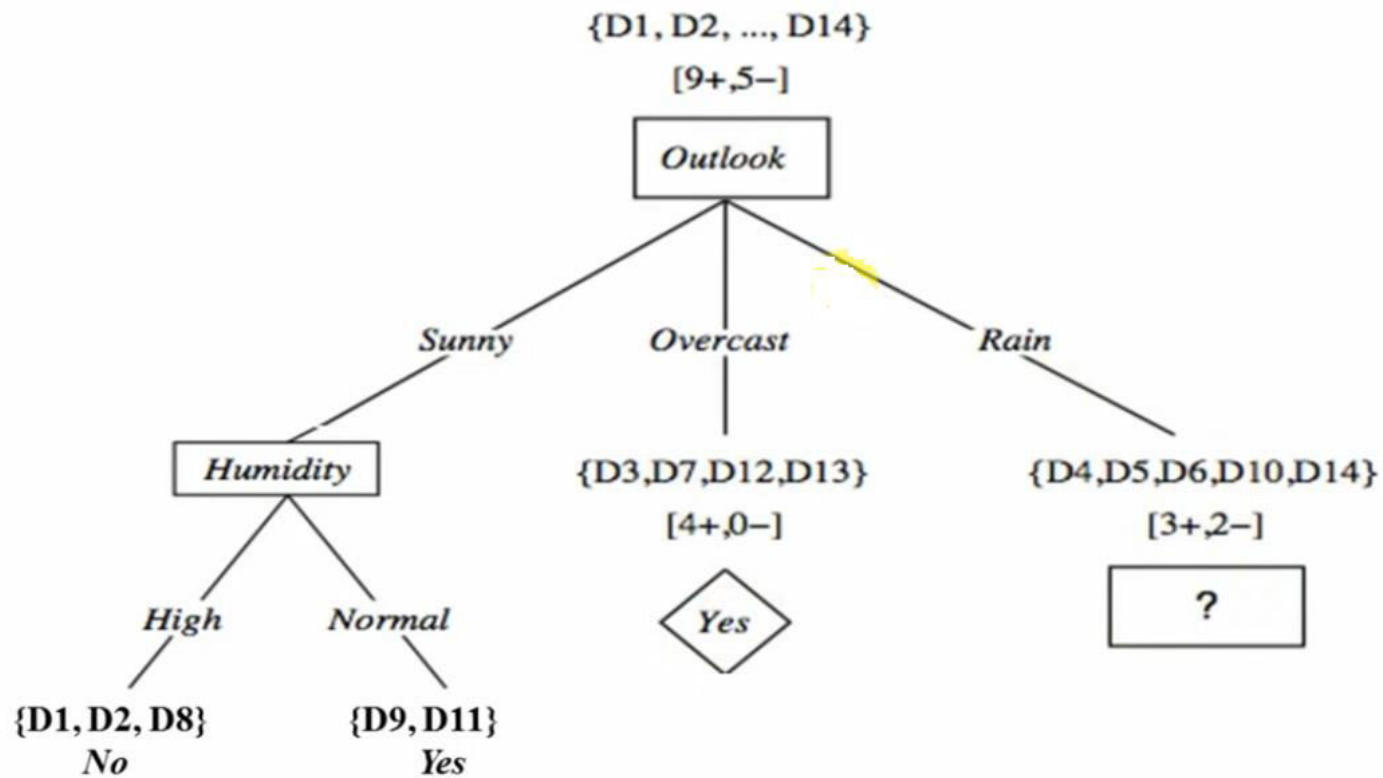 {D1, D2, ..., D14}
[9+,5−]
Outlook
Sunny
Overcast
Rain
Humidity
{D3,D7,D12,D13}
[4+,0−]
Yes
{D4,D5,D6,D10,D14}
[3+,2−]
?
High
Normal
{D1, D2, D8}
No
{D9, D11}
Yes